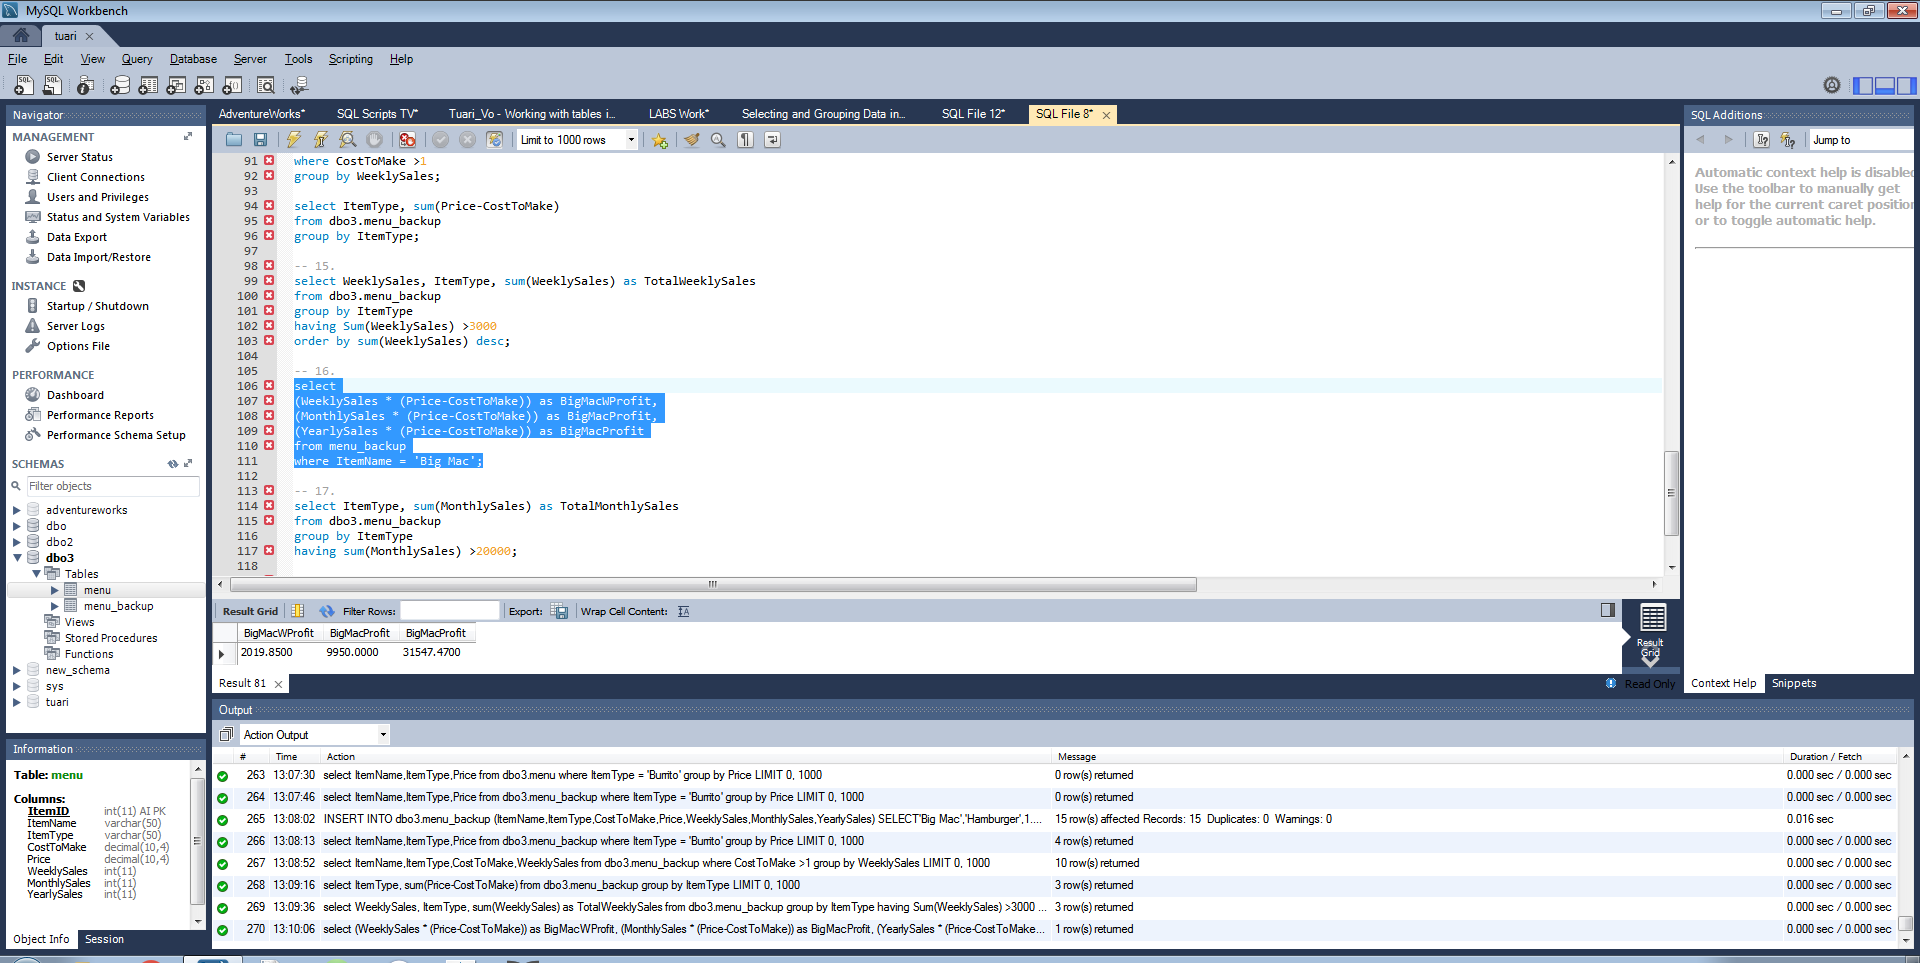 MySQL Workbench
tuari
File Edit View Query Database Server Tools Scripting Help
Navigator
MANAGEMENT
Server Status
Client Connections
Users and Privileges
Status and System Variables
Data Export
Data Import/Restore
INSTANCE
Startup / Shutdown
Server Logs
Options File
PERFORMANCE
Dashboard
Performance Reports
Performance Schema Setup
SCHEMAS
Filter objects
adventureworks
dbo
dbo2
dbo3
Tables
menu
menu_backup
Views
Stored Procedures
Functions
new_schema
sys
tuari
Information
Table: menu
Columns:
ItemID int(11) AI PK
ItemName varchar(50)
ItemType varchar(50)
CostToMake decimal(10,4)
Price decimal(10,4)
WeeklySales int(11)
MonthlySales int(11)
YearlySales int(11)
Object Info Session
AdventureWorks* SQL Scripts TV* Tuari_Vo - Working with tables i... LABS Work* Selecting and Grouping Data in... SQL File 12* SQL File 8*
Limit to 1000 rows
91 where CostToMake >1
92 group by WeeklySales;
93
94 select ItemType, sum(Price-CostToMake)
95 from dbo3.menu_backup
96 group by ItemType;
97
98 -- 15.
99 select WeeklySales, ItemType, sum(WeeklySales) as TotalWeeklySales
100 from dbo3.menu_backup
101 group by ItemType
102 having Sum(WeeklySales) >3000
103 order by sum(WeeklySales) desc;
104
105 -- 16.
106 select
107 (WeeklySales * (Price-CostToMake)) as BigMacWProfit,
108 (MonthlySales * (Price-CostToMake)) as BigMacProfit,
109 (YearlySales * (Price-CostToMake)) as BigMacProfit
110 from menu_backup
111 where ItemName = 'Big Mac';
112
113 -- 17.
114 select ItemType, sum(MonthlySales) as TotalMonthlySales
115 from dbo3.menu_backup
116 group by ItemType
117 having sum(MonthlySales) >20000;
118
Result Grid Filter Rows: Export: Wrap Cell Content:
BigMacWProfit BigMacProfit BigMacProfit
2019.8500 9950.0000 31547.4700
Result Grid
Result 81
Read Only
SQL Additions
Jump to
Automatic context help is disabled
Use the toolbar to manually get
help for the current caret position
or to toggle automatic help.
Context Help Snippets
Output
Action Output
# Time Action Message Duration / Fetch
263 13:07:30 select ItemName,ItemType,Price from dbo3.menu where ItemType = 'Burrito' group by Price LIMIT 0, 1000 0 row(s) returned 0.000 sec / 0.000 sec
264 13:07:46 select ItemName,ItemType,Price from dbo3.menu_backup where ItemType = 'Burrito' group by Price LIMIT 0, 1000 0 row(s) returned 0.000 sec / 0.000 sec
265 13:08:02 INSERT INTO dbo3.menu_backup (ItemName,ItemType,CostToMake,Price,WeeklySales,MonthlySales,YearlySales) SELECT'Big Mac','Hamburger',1.... 15 row(s) affected Records: 15 Duplicates: 0 Warnings: 0 0.016 sec
266 13:08:13 select ItemName,ItemType,Price from dbo3.menu_backup where ItemType = 'Burrito' group by Price LIMIT 0, 1000 4 row(s) returned 0.000 sec / 0.000 sec
267 13:08:52 select ItemName,ItemType,CostToMake,WeeklySales from dbo3.menu_backup where CostToMake >1 group by WeeklySales LIMIT 0, 1000 10 row(s) returned 0.000 sec / 0.000 sec
268 13:09:16 select ItemType, sum(Price-CostToMake) from dbo3.menu_backup group by ItemType LIMIT 0, 1000 3 row(s) returned 0.000 sec / 0.000 sec
269 13:09:36 select WeeklySales, ItemType, sum(WeeklySales) as TotalWeeklySales from dbo3.menu_backup group by ItemType having Sum(WeeklySales) >3000 ... 3 row(s) returned 0.000 sec / 0.000 sec
270 13:10:06 select (WeeklySales * (Price-CostToMake)) as BigMacWProfit, (MonthlySales * (Price-CostToMake)) as BigMacProfit, (YearlySales * (Price-CostToMake... 1 row(s) returned 0.000 sec / 0.000 sec